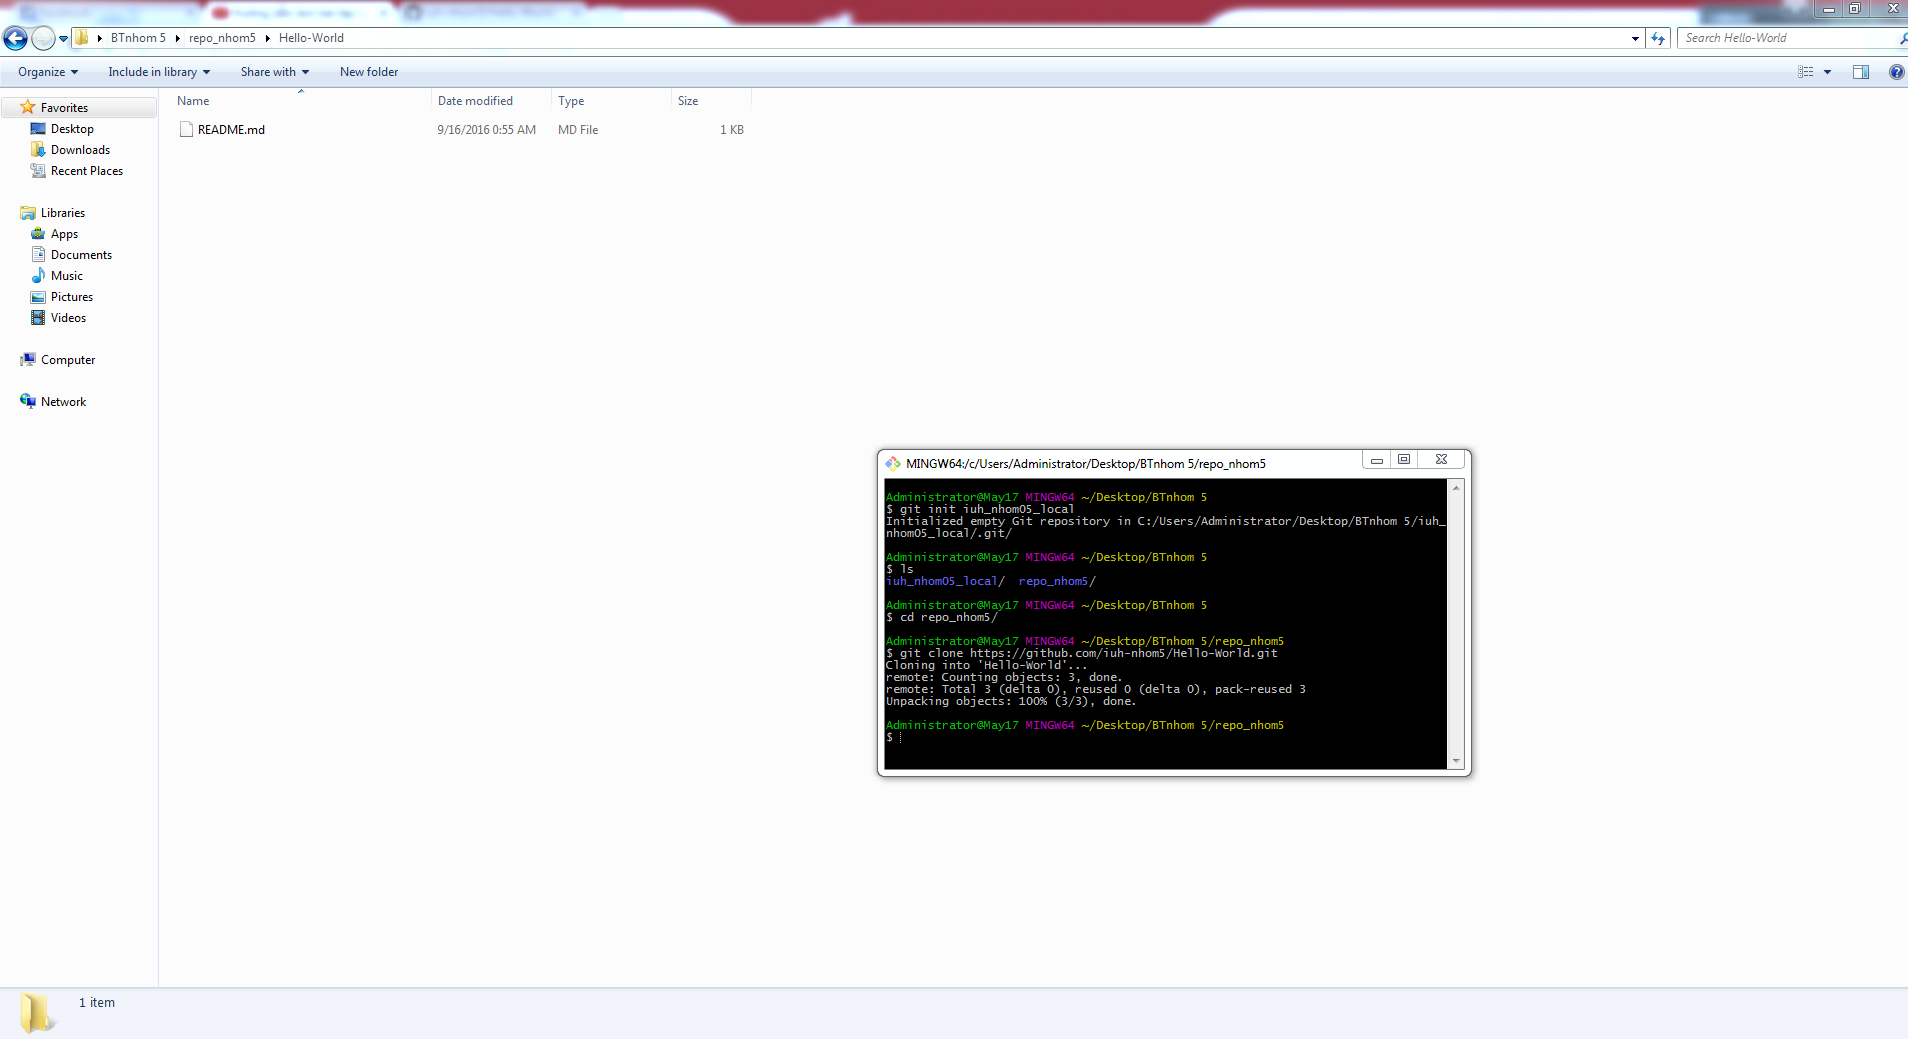 BTnhom 5 repo_nhom5 Hello-World
Search Hello-World
Organize Include in library Share with New folder
Name Date modified Type Size
README.md 9/16/2016 0:55 AM MD File 1 KB
Favorites
Desktop
Downloads
Recent Places
Libraries
Apps
Documents
Music
Pictures
Videos
Computer
Network
MINGW64:/c/Users/Administrator/Desktop/BTnhom 5/repo_nhom5
Administrator@May17 MINGW64 ~/Desktop/BTnhom 5
$ git init iuh_nhom05_local
Initialized empty Git repository in C:/Users/Administrator/Desktop/BTnhom 5/iuh_
nhom05_local/.git/
Administrator@May17 MINGW64 ~/Desktop/BTnhom 5
$ ls
iuh_nhom05_local/ repo_nhom5/
Administrator@May17 MINGW64 ~/Desktop/BTnhom 5
$ cd repo_nhom5/
Administrator@May17 MINGW64 ~/Desktop/BTnhom 5/repo_nhom5
$ git clone https://github.com/iuh-nhom5/Hello-World.git
Cloning into 'Hello-World'...
remote: Counting objects: 3, done.
remote: Total 3 (delta 0), reused 0 (delta 0), pack-reused 3
Unpacking objects: 100% (3/3), done.
Administrator@May17 MINGW64 ~/Desktop/BTnhom 5/repo_nhom5
$
1 item